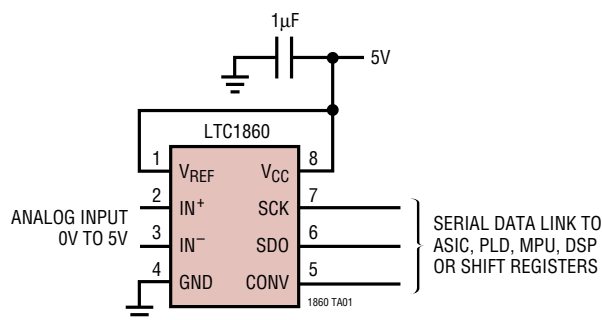 1µF
5V
LTC1860
1 VREF VCC 8
2 IN+ SCK 7
3 IN− SDO 6
4 GND CONV 5
ANALOG INPUT
0V TO 5V
SERIAL DATA LINK TO
ASIC, PLD, MPU, DSP
OR SHIFT REGISTERS
1860 TA01